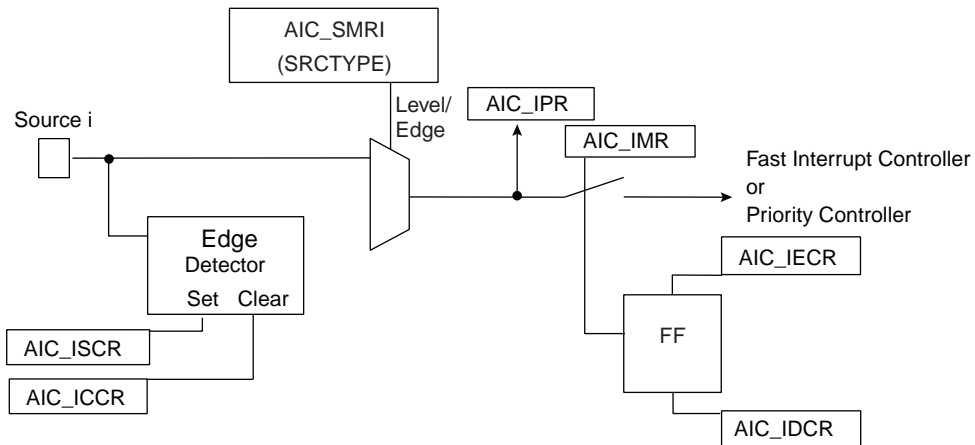 AIC_SMRI
(SRCTYPE)
Level/
Edge
AIC_IPR
AIC_IMR
Source i
Fast Interrupt Controller
or
Priority Controller
Edge
Detector
Set Clear
AIC_IECR
FF
AIC_ISCR
AIC_ICCR
AIC_IDCR